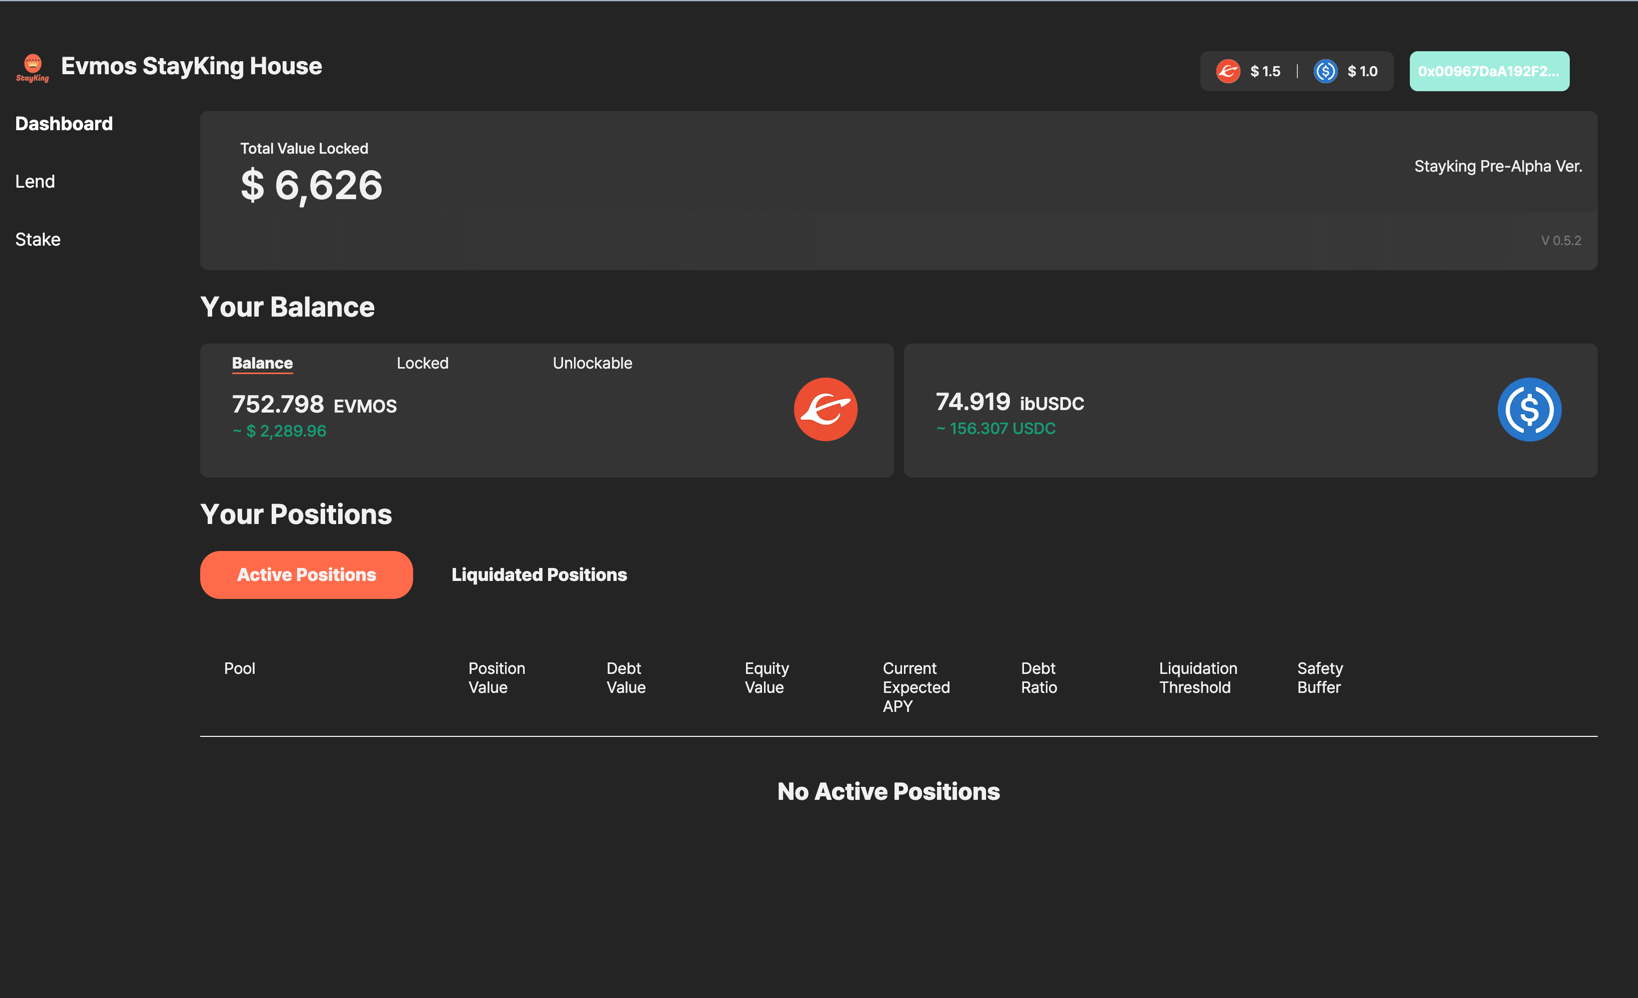 StayKing
Evmos StayKing House
$ 1.5 | $ 1.0
0x00967DaA192F2...
Dashboard
Lend
Stake
Total Value Locked
$ 6,626
Stayking Pre-Alpha Ver.
V 0.5.2
Your Balance
Balance Locked Unlockable
752.798 EVMOS
~ $ 2,289.96
74.919 ibUSDC
~ 156.307 USDC
Your Positions
Active Positions Liquidated Positions
Pool
Position
Value
Debt
Value
Equity
Value
Current
Expected
APY
Debt
Ratio
Liquidation
Threshold
Safety
Buffer
No Active Positions